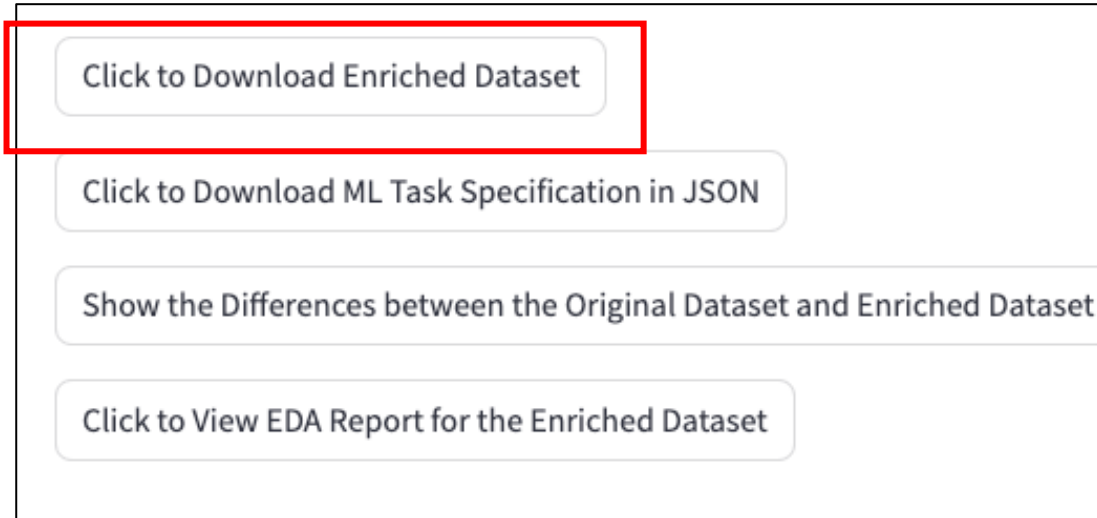 Click to Download Enriched Dataset
Click to Download ML Task Specification in JSON
Show the Differences between the Original Dataset and Enriched Dataset
Click to View EDA Report for the Enriched Dataset